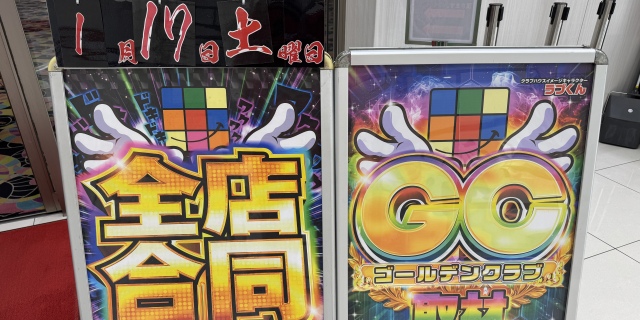 1月17日土曜日
全店
合同
クラブハウスイメージキャラクター
ラブくん
GC
ゴールデンクラブ
取材